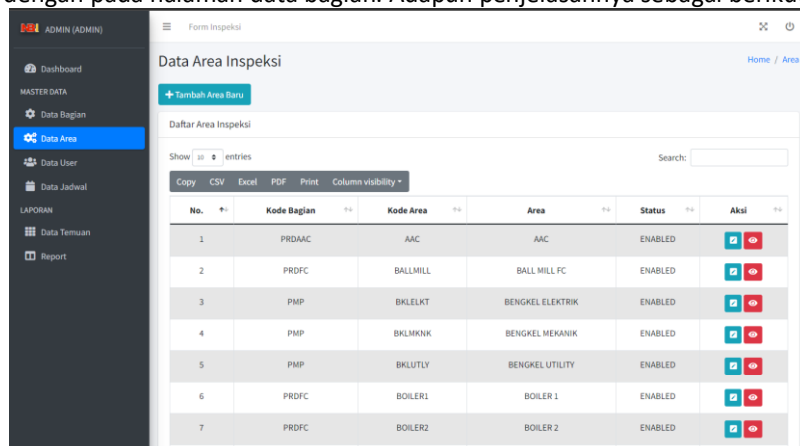 dengan pada halaman data bagian. Adapun penjelasannya sebagai beriku
ADMIN (ADMIN)
Form Inspeksi
Dashboard
MASTER DATA
Data Bagian
Data Area
Data User
Data Jadwal
LAPORAN
Data Temuan
Report
Data Area Inspeksi
Home / Area
+ Tambah Area Baru
Daftar Area Inspeksi
Show 10 entries
Search:
Copy CSV Excel PDF Print Column visibility
No. Kode Bagian Kode Area Area Status Aksi
1 PRDAAC AAC AAC ENABLED
2 PRDFC BALLMILL BALL MILL FC ENABLED
3 PMP BKLELKT BENGKEL ELEKTRIK ENABLED
4 PMP BKLMKNK BENGKEL MEKANIK ENABLED
5 PMP BKLUTLY BENGKEL UTILITY ENABLED
6 PRDFC BOILER1 BOILER 1 ENABLED
7 PRDFC BOILER2 BOILER 2 ENABLED